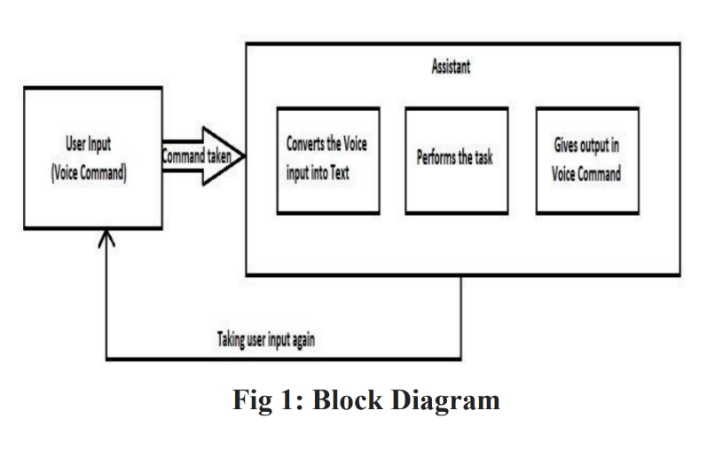 Assistant
User Input
(Voice Command)
Command taken
Converts the Voice
input into Text
Performs the task
Gives output in
Voice Command
Taking user input again
Fig 1: Block Diagram